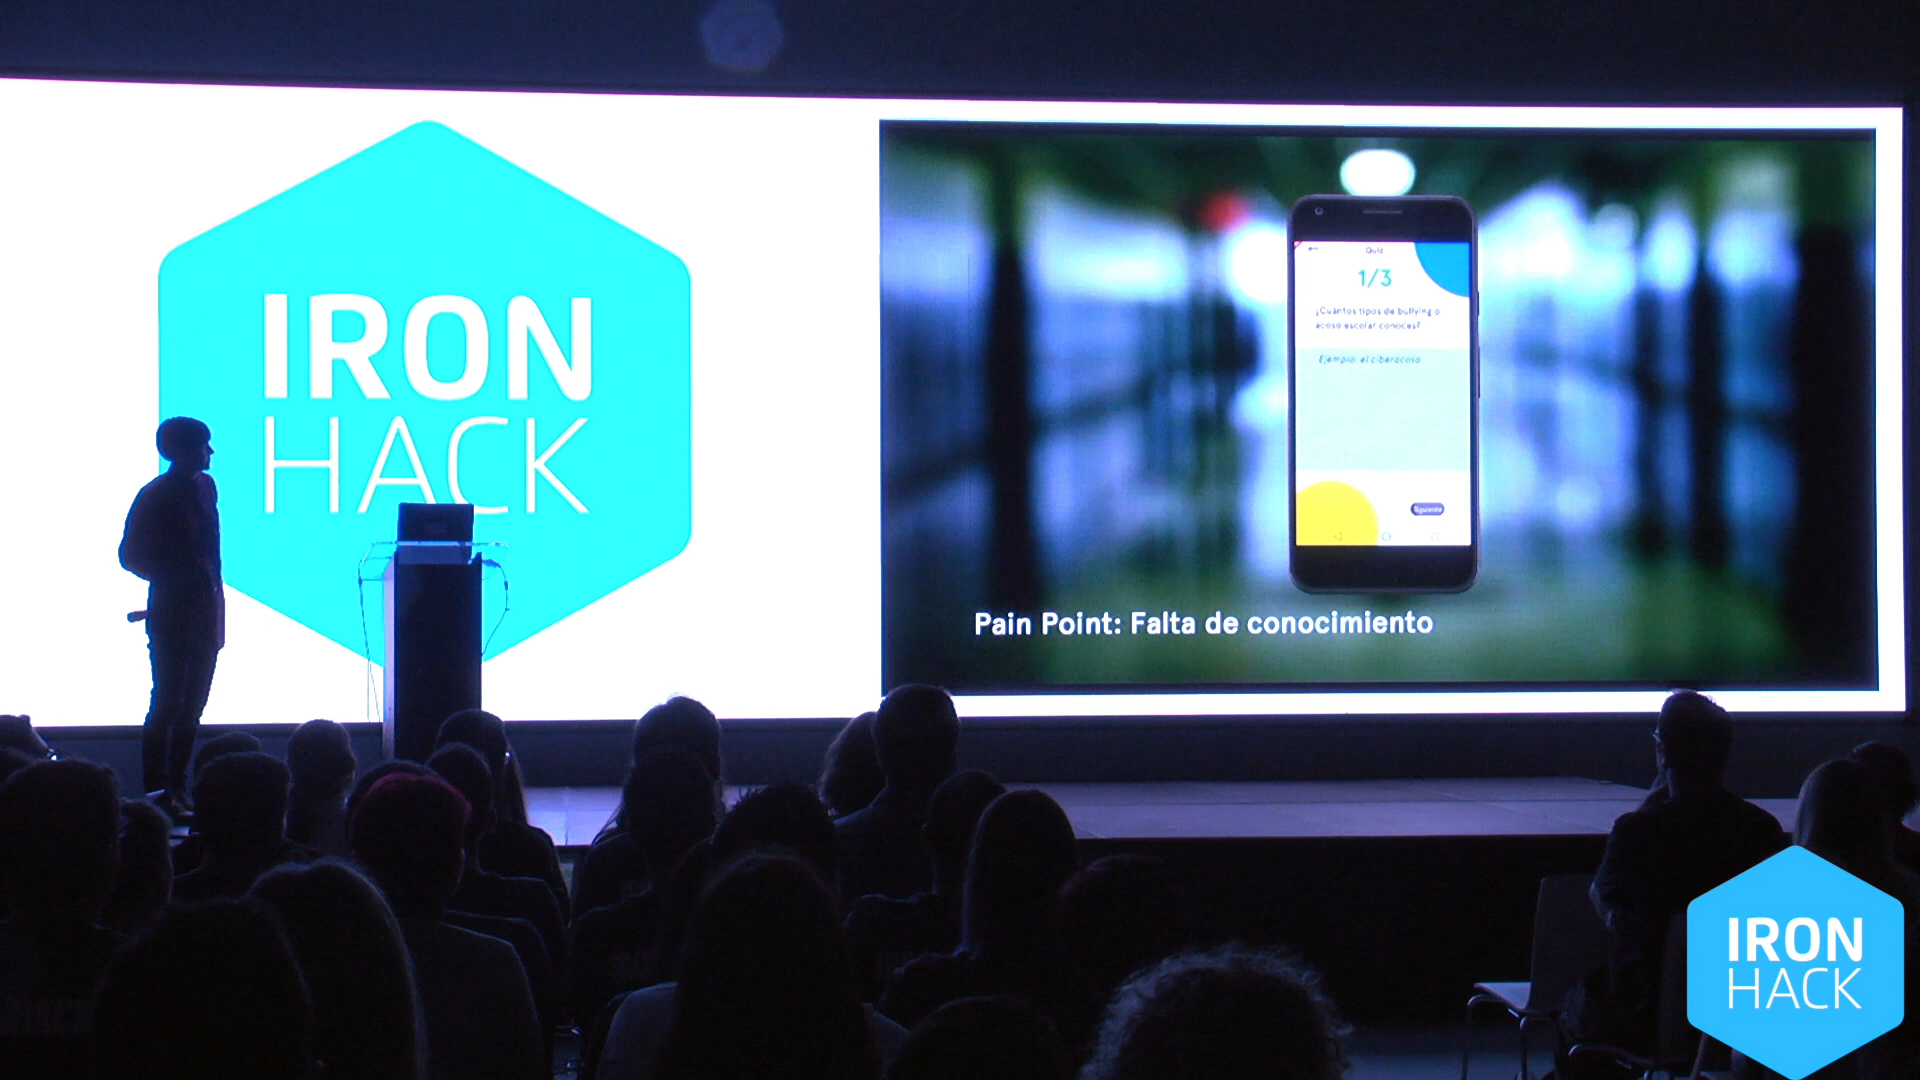 IRON
HACK
Quiz
1/3
¿Cuántos tipos de bullying o
acoso escolar conoces?
Ejemplo: el ciberacoso
Siguiente
Pain Point: Falta de conocimiento
IRON
HACK